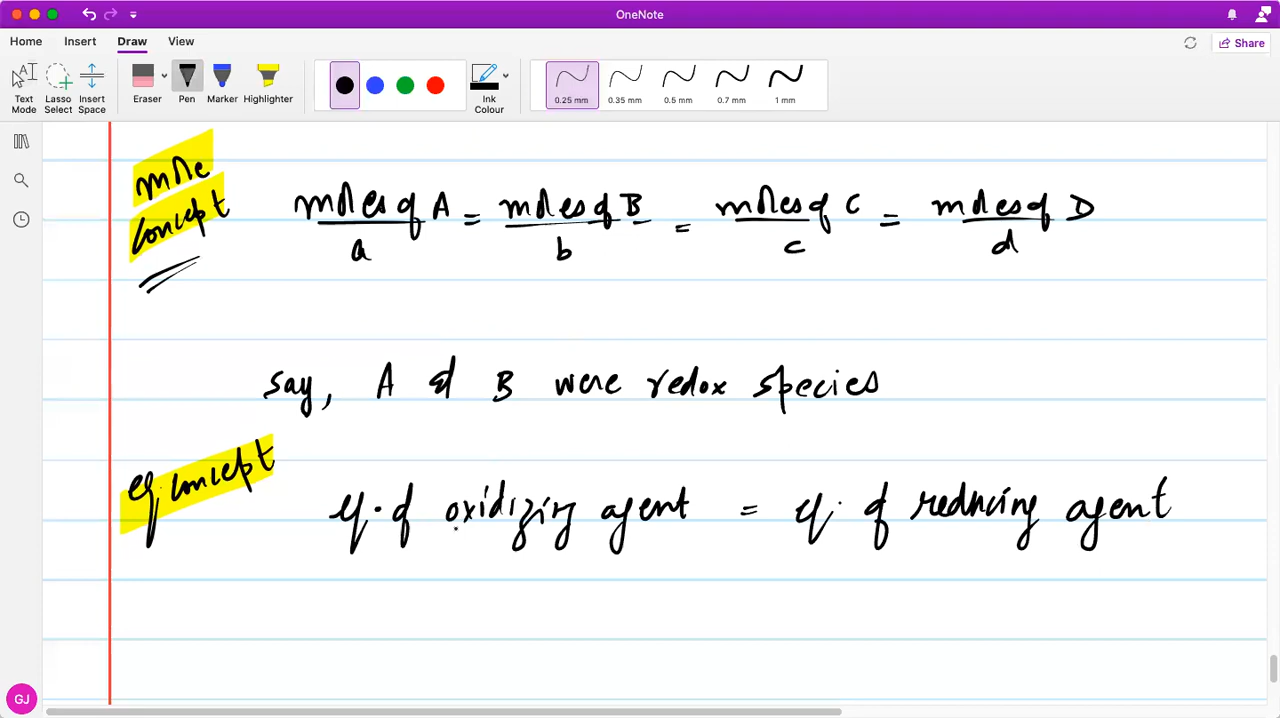 OneNote
Home Insert Draw View Share
Text Mode Lasso Select Insert Space Eraser Pen Marker Highlighter Ink Colour 0.25 mm 0.35 mm 0.5 mm 0.7 mm 1 mm
mole
concept
moles of A = moles of B = moles of C = moles of D
a b c d
say, A & B were redox species
eq. concept
eq. of oxidizing agent = eq. of reducing agent
GJ